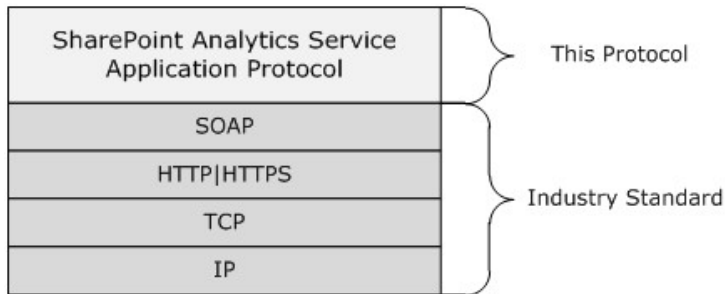 SharePoint Analytics Service
Application Protocol
This Protocol
SOAP
HTTP|HTTPS
TCP
IP
Industry Standard